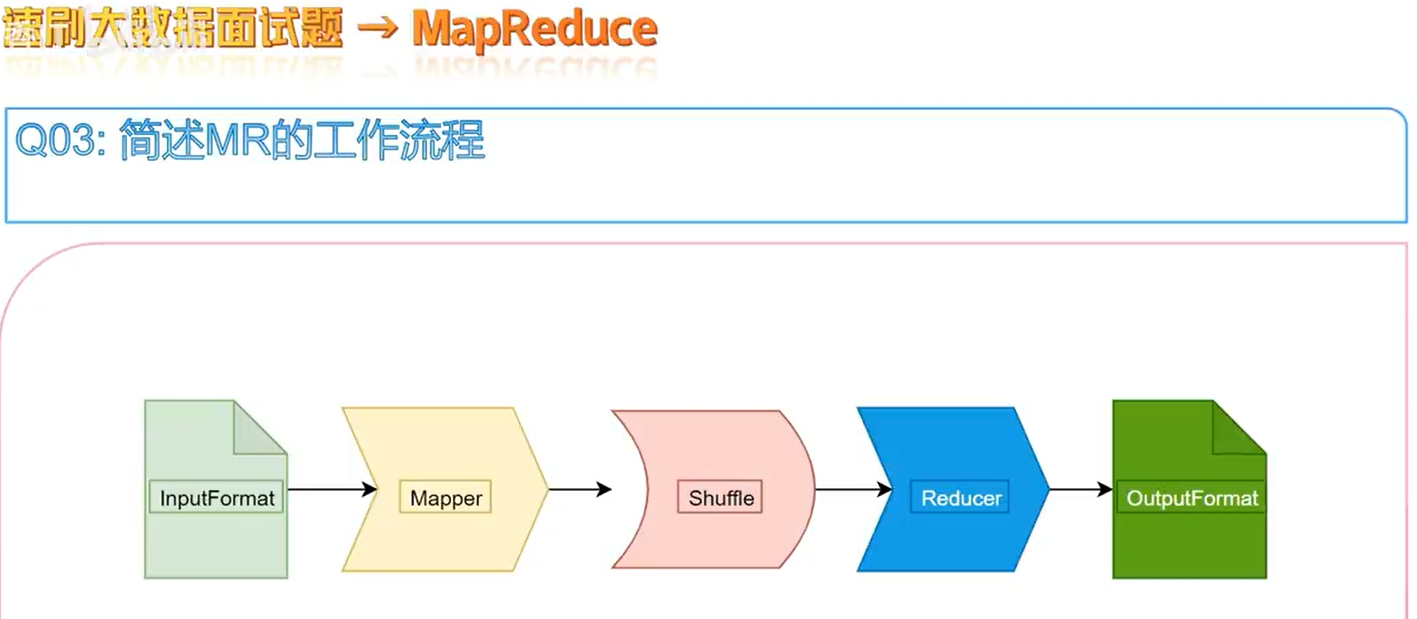 速刷大数据面试题 → MapReduce
Q03: 简述MR的工作流程
InputFormat
Mapper
Shuffle
Reducer
OutputFormat